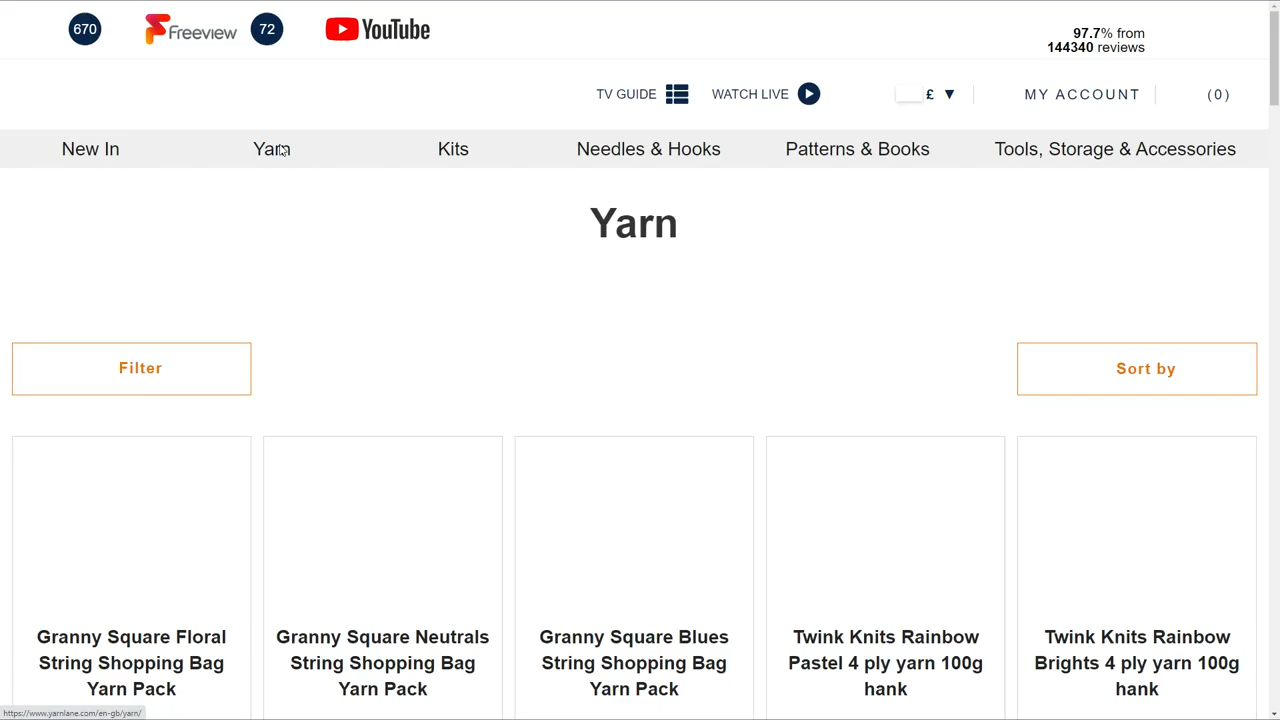 670
Freeview
72
YouTube
97.7% from
144340 reviews
TV GUIDE
WATCH LIVE
£ ▼
MY ACCOUNT
(0)
New In
Yarn
Kits
Needles & Hooks
Patterns & Books
Tools, Storage & Accessories
Yarn
Filter
Sort by
Granny Square Floral
String Shopping Bag
Yarn Pack
Granny Square Neutrals
String Shopping Bag
Yarn Pack
Granny Square Blues
String Shopping Bag
Yarn Pack
Twink Knits Rainbow
Pastel 4 ply yarn 100g
hank
Twink Knits Rainbow
Brights 4 ply yarn 100g
hank
https://www.yarnlane.com/en-gb/yarn/